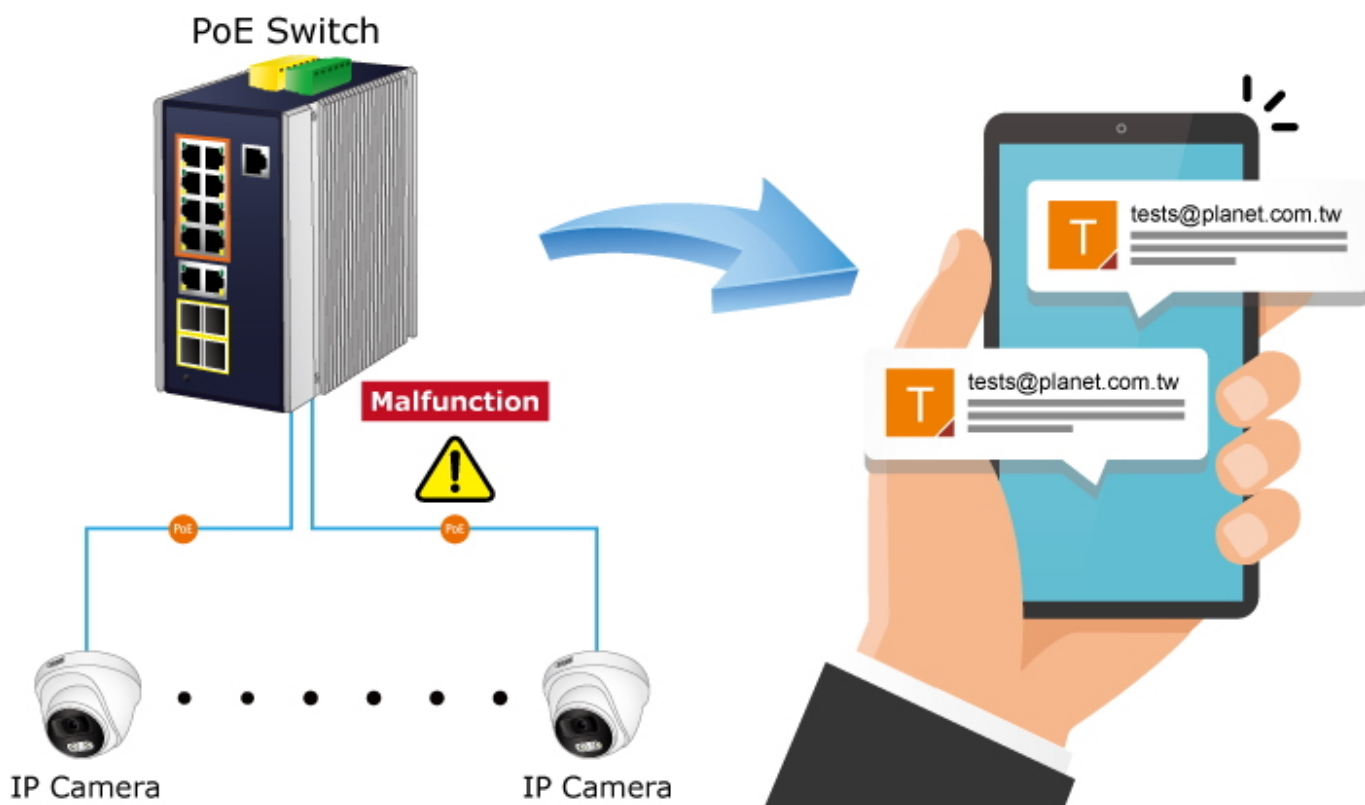 PoE Switch
Malfunction
PoE
PoE
IP Camera
IP Camera
T
tests@planet.com.tw
T
tests@planet.com.tw